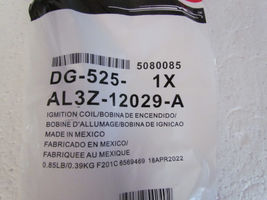 5080085
DG-525- 1X
AL3Z-12029-A
IGNITION COIL/BOBINA DE ENCENDIDO/
BOBINE D'ALLUMAGE/BOBINA DE IGNICAO
MADE IN MEXICO
FABRICADO EN MEXICO/
FABRIQUEE AU MEXIQUE
0.85LB/0.39KG F201C 6569469 18APR2022